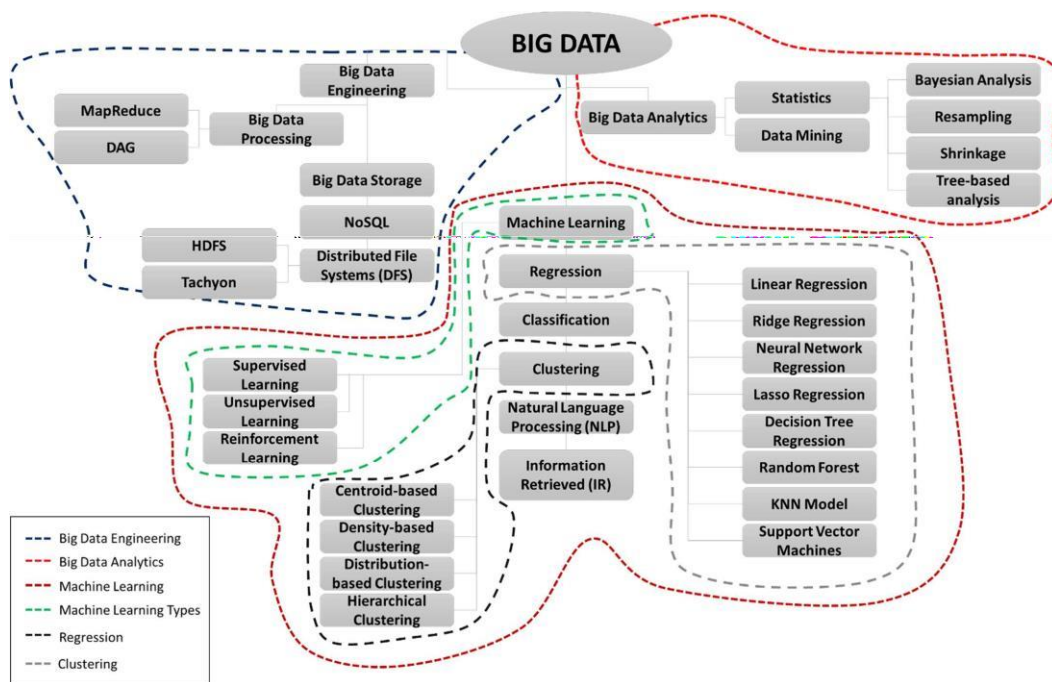 BIG DATA
Big Data
Engineering
MapReduce
DAG
Big Data
Processing
Big Data Storage
NoSQL
HDFS
Tachyon
Distributed File
Systems (DFS)
Big Data Analytics
Statistics
Data Mining
Bayesian Analysis
Resampling
Shrinkage
Tree-based
analysis
Machine Learning
Supervised
Learning
Unsupervised
Learning
Reinforcement
Learning
Regression
Classification
Clustering
Natural Language
Processing (NLP)
Information
Retrieved (IR)
Linear Regression
Ridge Regression
Neural Network
Regression
Lasso Regression
Decision Tree
Regression
Random Forest
KNN Model
Support Vector
Machines
Centroid-based
Clustering
Density-based
Clustering
Distribution-
based Clustering
Hierarchical
Clustering
Big Data Engineering
Big Data Analytics
Machine Learning
Machine Learning Types
Regression
Clustering